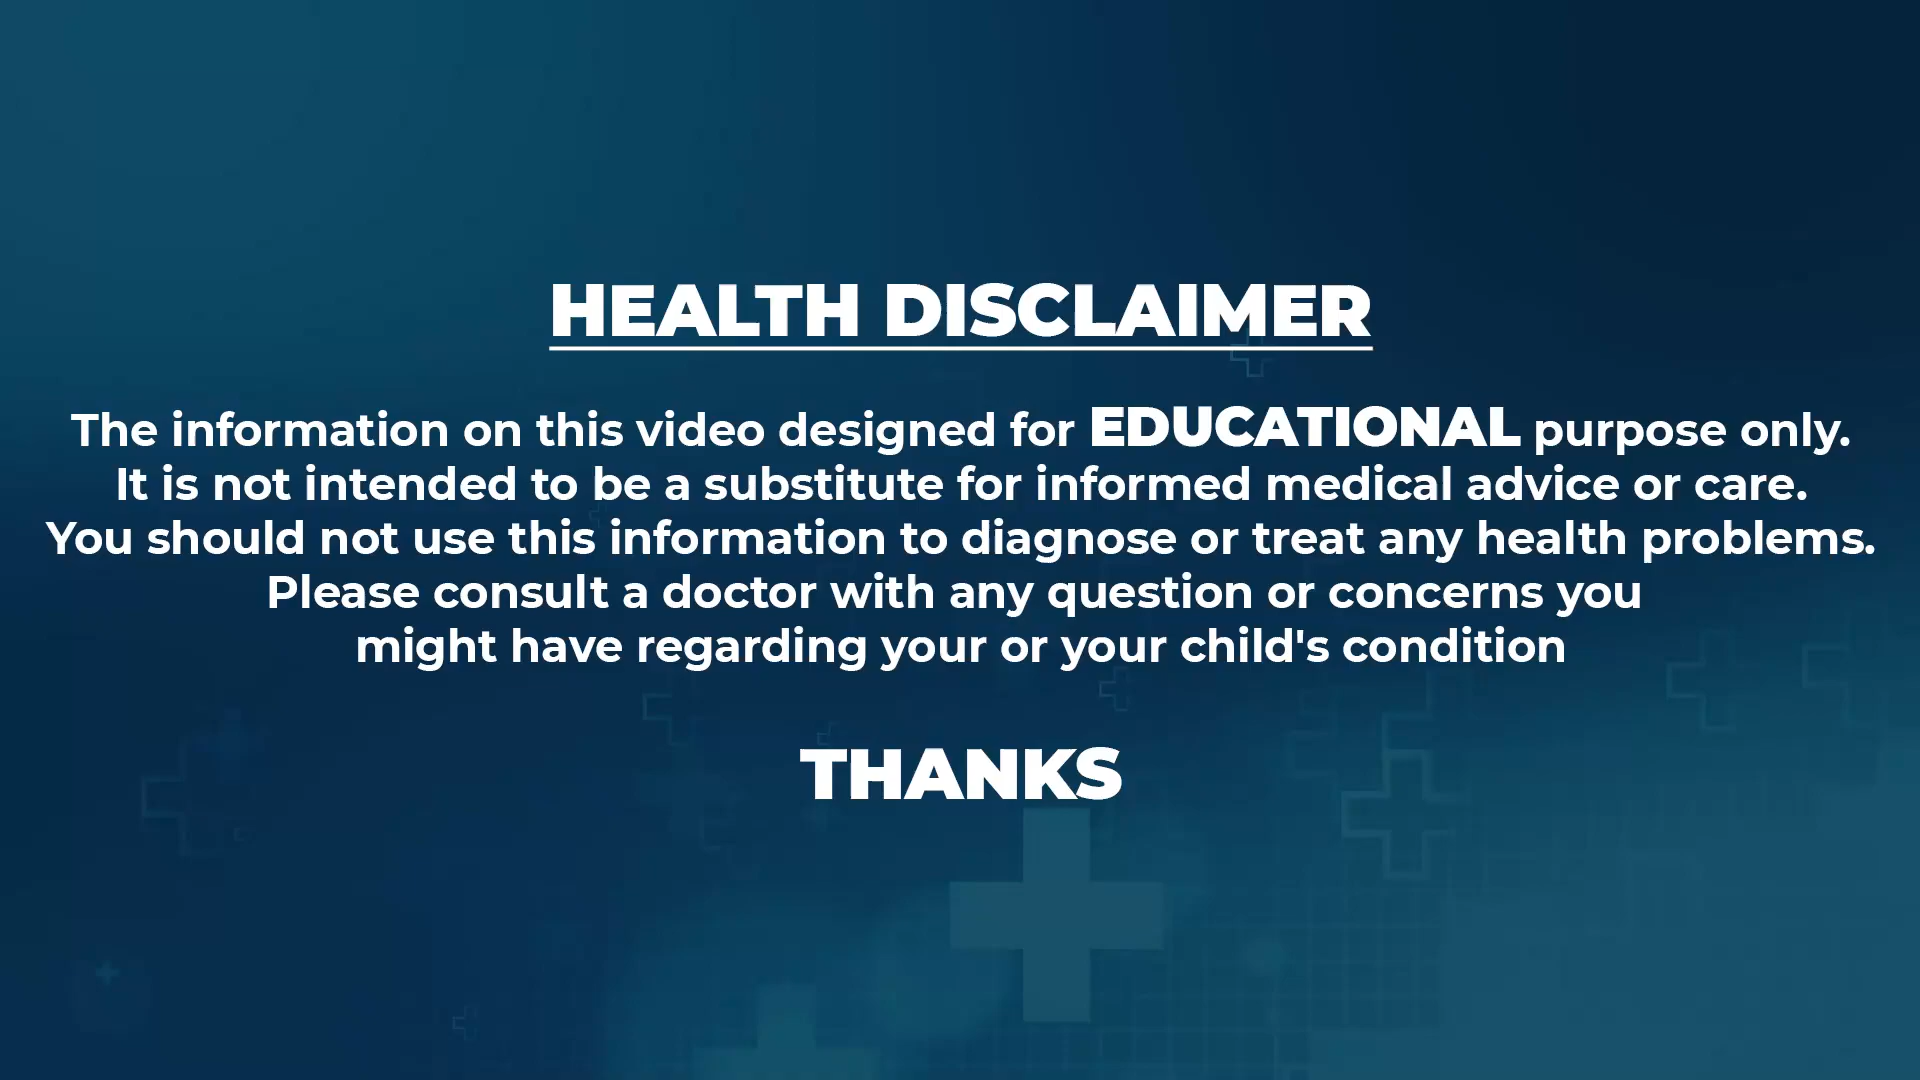 HEALTH DISCLAIMER
The information on this video designed for EDUCATIONAL purpose only.
It is not intended to be a substitute for informed medical advice or care.
You should not use this information to diagnose or treat any health problems.
Please consult a doctor with any question or concerns you
might have regarding your or your child's condition
THANKS